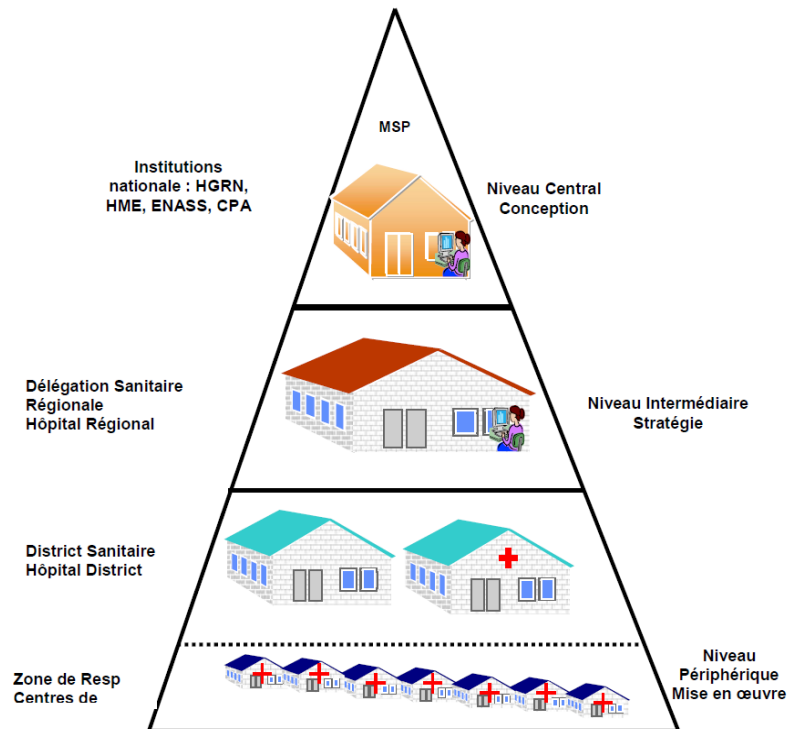 MSP
Institutions
nationale : HGRN,
HME, ENASS, CPA
Niveau Central
Conception
Délégation Sanitaire
Régionale
Hôpital Régional
Niveau Intermédiaire
Stratégie
District Sanitaire
Hôpital District
Niveau
Périphérique
Mise en œuvre
Zone de Resp
Centres de